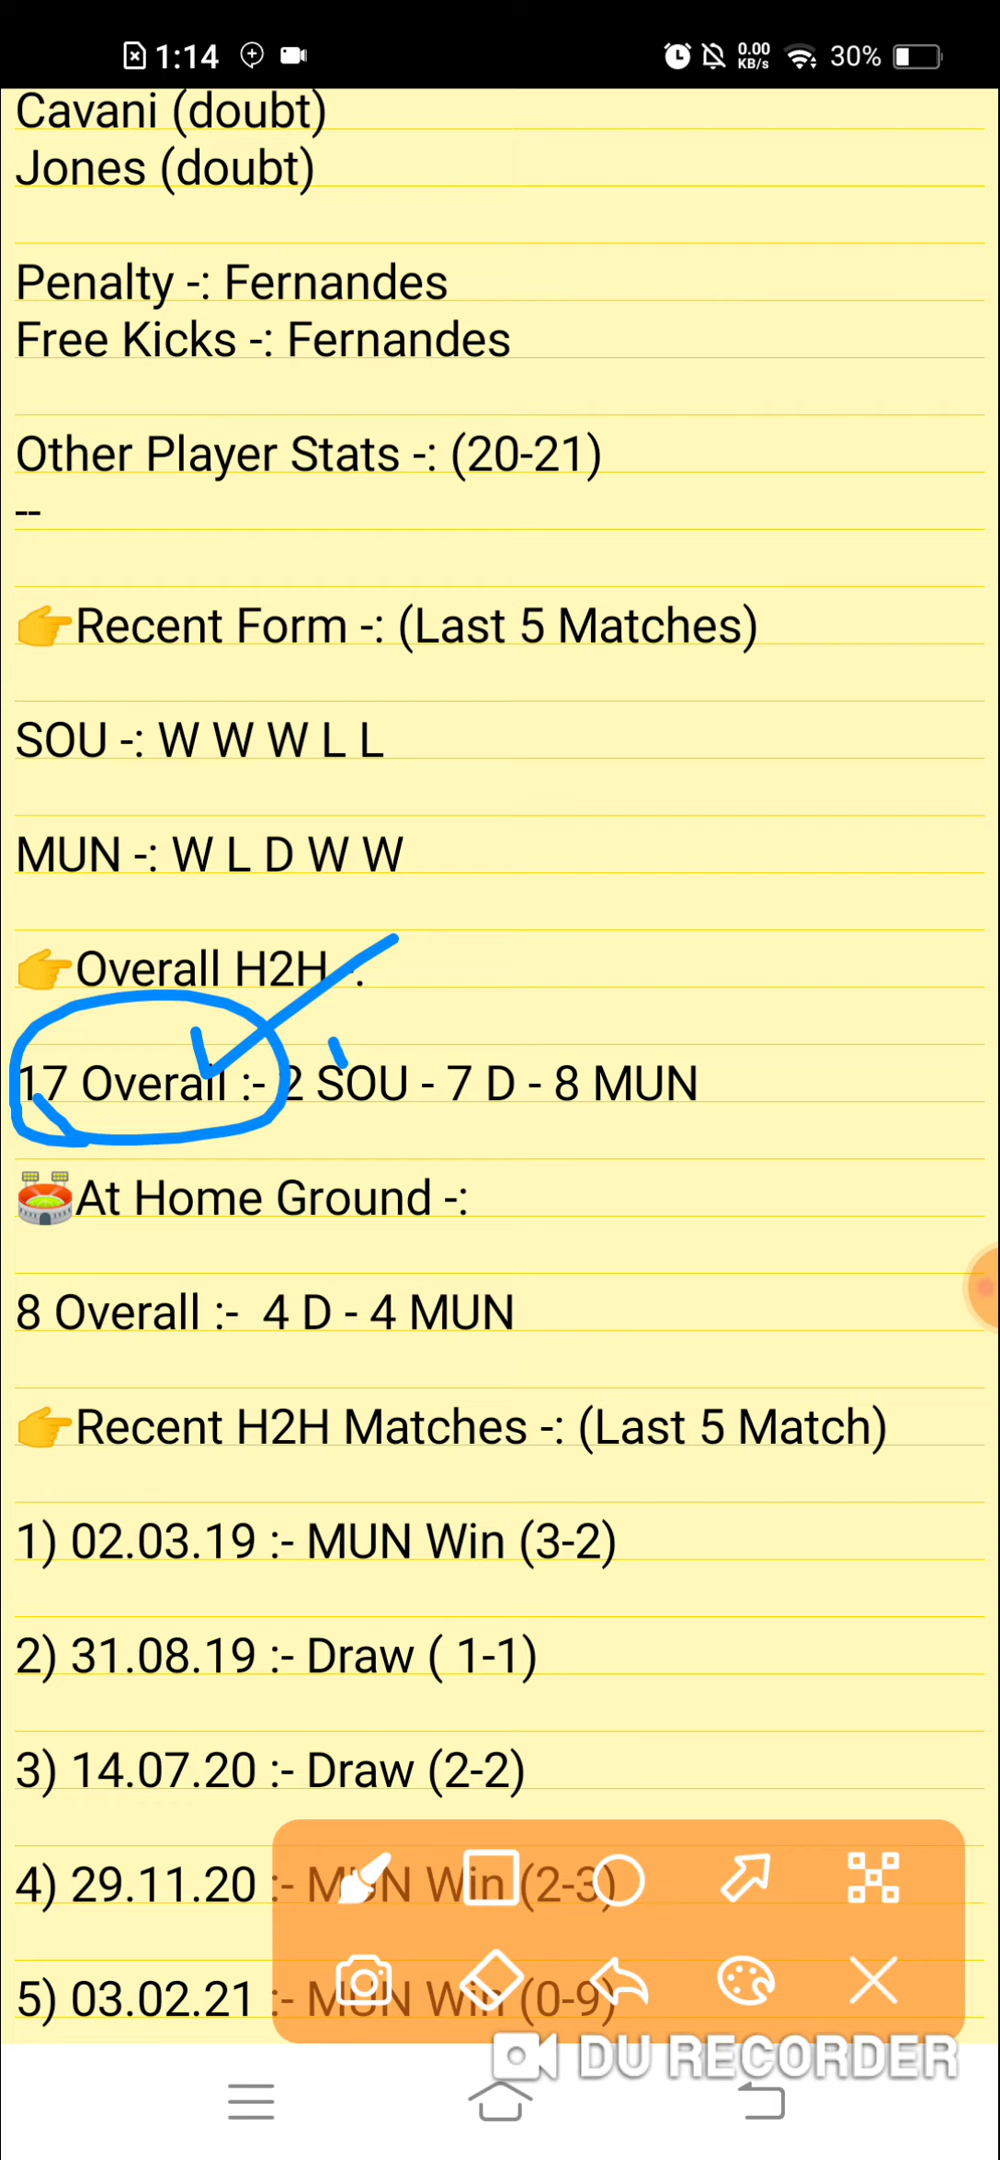 1:14
0.00 KB/s
30%
Cavani (doubt)
Jones (doubt)
Penalty -: Fernandes
Free Kicks -: Fernandes
Other Player Stats -: (20-21)
--
👉Recent Form -: (Last 5 Matches)
SOU -: W W W L L
MUN -: W L D W W
👉Overall H2H -:
17 Overall :- 2 SOU - 7 D - 8 MUN
🏟️At Home Ground -:
8 Overall :- 4 D - 4 MUN
👉Recent H2H Matches -: (Last 5 Match)
1) 02.03.19 :- MUN Win (3-2)
2) 31.08.19 :- Draw ( 1-1)
3) 14.07.20 :- Draw (2-2)
4) 29.11.20 :- MUN Win (2-3)
5) 03.02.21 :- MUN Win (0-9)
DU RECORDER